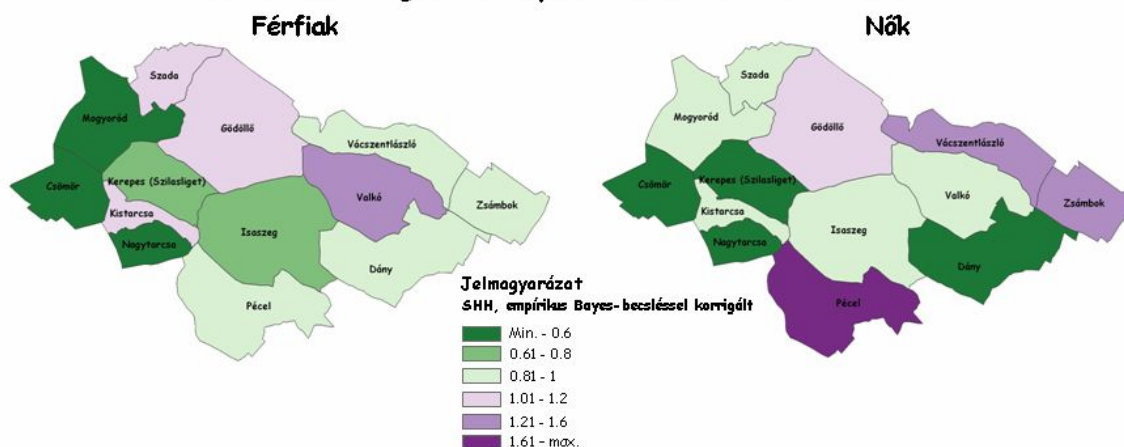 Férfiak
Szada
Mogyoród
Gödöllő
Vácszentlászló
Csömör
Kerepes (Szilasliget)
Valkó
Zsámbok
Kistarcsa
Nagytarcsa
Isaszeg
Dány
Pécel
Nők
Szada
Mogyoród
Gödöllő
Vácszentlászló
Csömör
Kerepes (Szilasliget)
Valkó
Zsámbok
Kistarcsa
Nagytarcsa
Isaszeg
Dány
Pécel
Jelmagyarázat
SHH, empírikus Bayes-becsléssel korrigált
Min. - 0.6
0.61 - 0.8
0.81 - 1
1.01 - 1.2
1.21 - 1.6
1.61 - max.